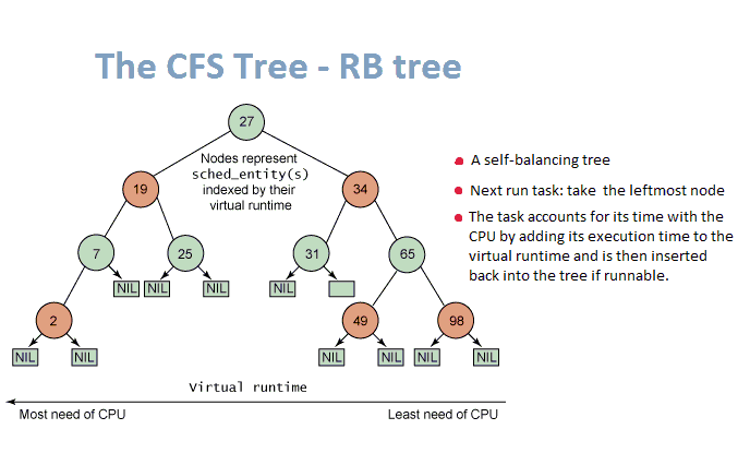 The CFS Tree - RB tree
27
Nodes represent
sched_entity(s)
indexed by their
virtual runtime
19
34
7
25
31
65
NIL
NIL
NIL
NIL
2
49
98
NIL
NIL
NIL
NIL
NIL
NIL
Virtual runtime
Most need of CPU
Least need of CPU
A self-balancing tree
Next run task: take the leftmost node
The task accounts for its time with the
CPU by adding its execution time to the
virtual runtime and is then inserted
back into the tree if runnable.